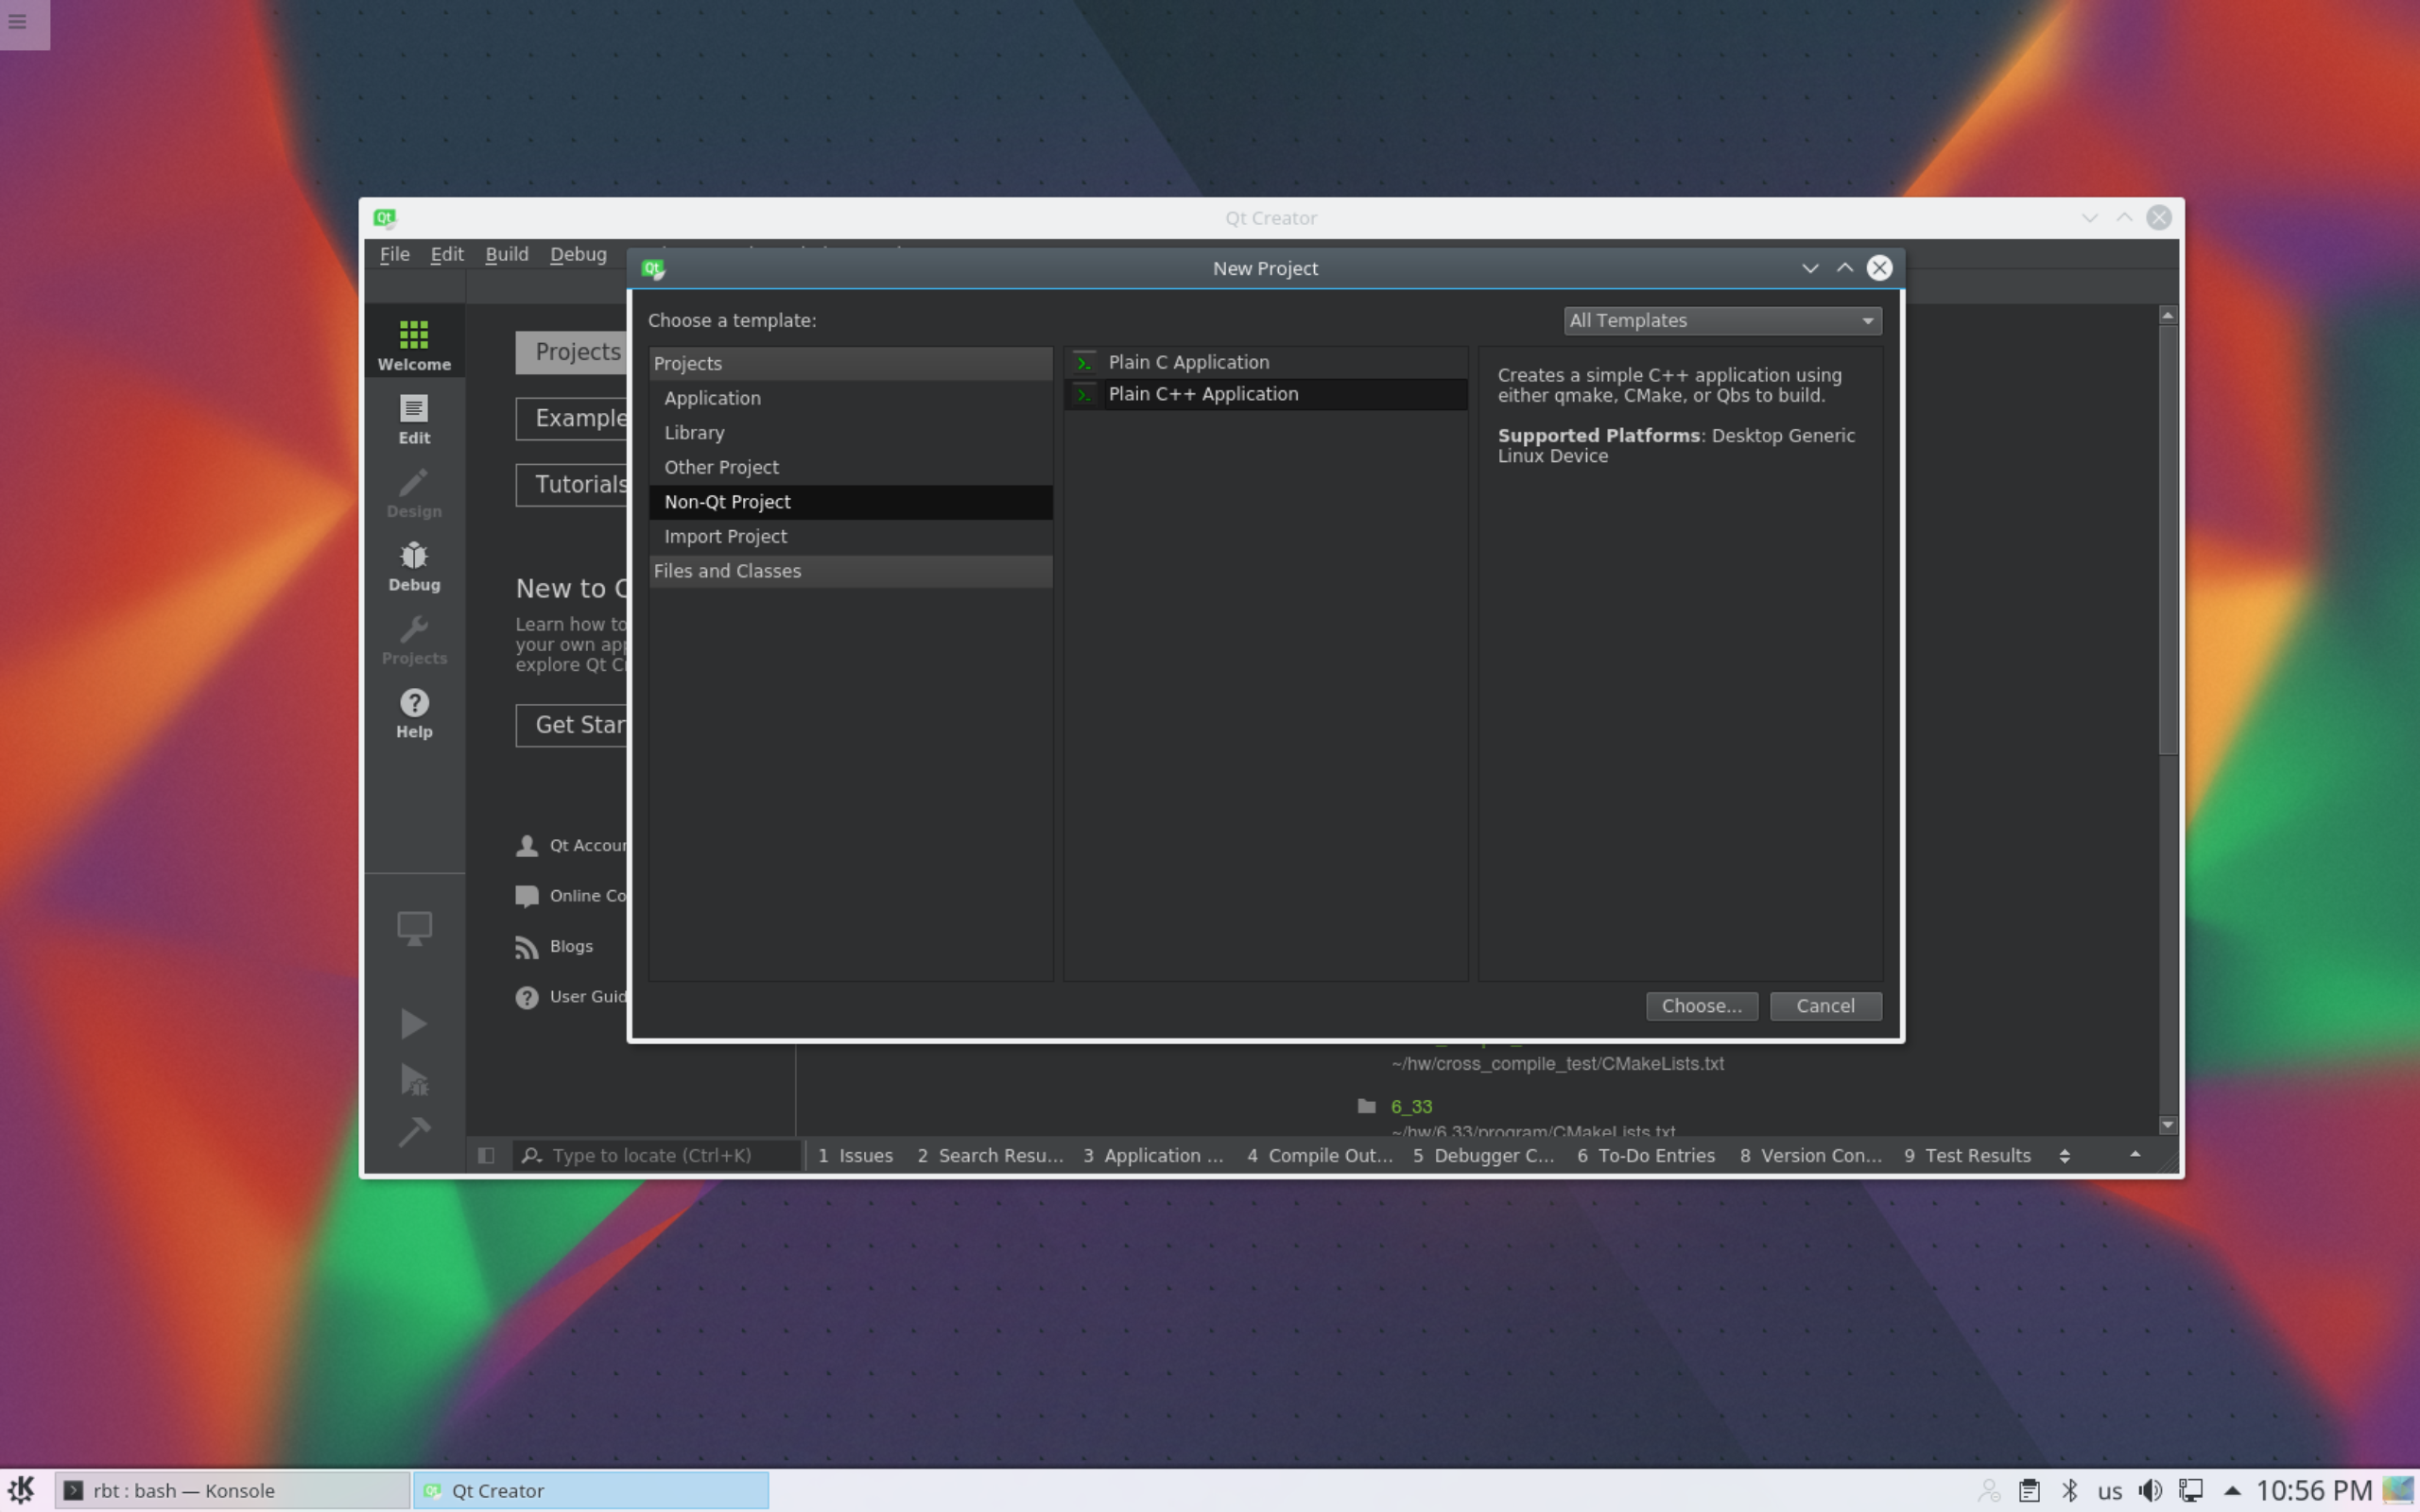 Qt Creator
File Edit Build Debug
New Project
Choose a template:
All Templates
Projects
Application
Library
Other Project
Non-Qt Project
Import Project
Files and Classes
Plain C Application
Plain C++ Application
Creates a simple C++ application using
either qmake, CMake, or Qbs to build.
Supported Platforms: Desktop Generic
Linux Device
Choose...
Cancel
Welcome
Edit
Design
Debug
Projects
Help
Projects
Example
Tutorials
New to C
Learn how to
your own app
explore Qt C
Get Star
Qt Accour
Online Co
Blogs
User Guid
~/hw/cross_compile_test/CMakeLists.txt
6_33
~/hw/6.33/program/CMakeLists.txt
Type to locate (Ctrl+K)
1 Issues 2 Search Resu... 3 Application ... 4 Compile Out... 5 Debugger C... 6 To-Do Entries 8 Version Con... 9 Test Results
rbt : bash — Konsole
Qt Creator
us
10:56 PM